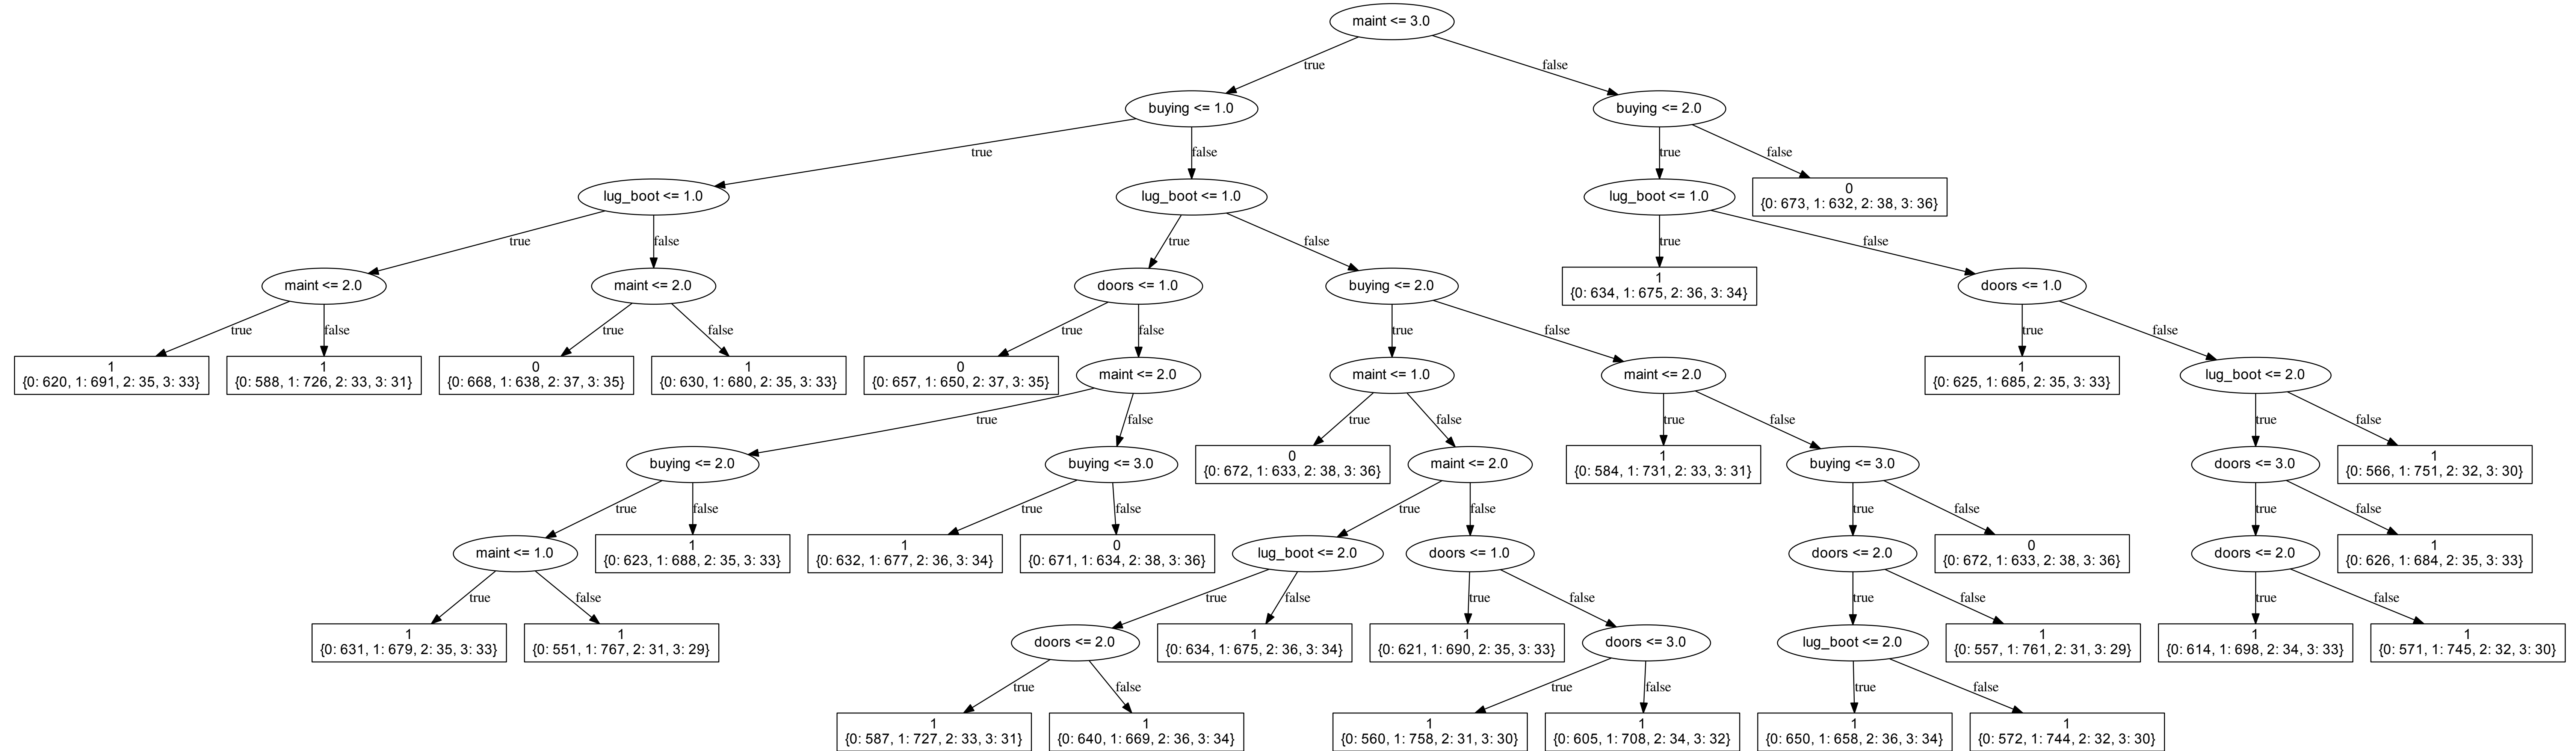 maint <= 3.0
true
false
buying <= 1.0
buying <= 2.0
true
false
true
false
lug_boot <= 1.0
lug_boot <= 1.0
lug_boot <= 1.0
0
{0: 673, 1: 632, 2: 38, 3: 36}
true
false
true
false
true
false
maint <= 2.0
maint <= 2.0
doors <= 1.0
buying <= 2.0
1
{0: 634, 1: 675, 2: 36, 3: 34}
doors <= 1.0
true
false
true
false
true
false
true
false
true
false
1
{0: 620, 1: 691, 2: 35, 3: 33}
1
{0: 588, 1: 726, 2: 33, 3: 31}
0
{0: 668, 1: 638, 2: 37, 3: 35}
1
{0: 630, 1: 680, 2: 35, 3: 33}
0
{0: 657, 1: 650, 2: 37, 3: 35}
maint <= 2.0
maint <= 1.0
maint <= 2.0
1
{0: 625, 1: 685, 2: 35, 3: 33}
lug_boot <= 2.0
true
false
true
false
true
false
true
false
buying <= 2.0
buying <= 3.0
0
{0: 672, 1: 633, 2: 38, 3: 36}
maint <= 2.0
1
{0: 584, 1: 731, 2: 33, 3: 31}
buying <= 3.0
doors <= 3.0
1
{0: 566, 1: 751, 2: 32, 3: 30}
true
false
true
false
true
false
true
false
true
false
maint <= 1.0
1
{0: 623, 1: 688, 2: 35, 3: 33}
1
{0: 632, 1: 677, 2: 36, 3: 34}
0
{0: 671, 1: 634, 2: 38, 3: 36}
lug_boot <= 2.0
doors <= 1.0
doors <= 2.0
0
{0: 672, 1: 633, 2: 38, 3: 36}
doors <= 2.0
1
{0: 626, 1: 684, 2: 35, 3: 33}
true
false
true
false
true
false
true
false
true
false
1
{0: 631, 1: 679, 2: 35, 3: 33}
1
{0: 551, 1: 767, 2: 31, 3: 29}
doors <= 2.0
1
{0: 634, 1: 675, 2: 36, 3: 34}
1
{0: 621, 1: 690, 2: 35, 3: 33}
doors <= 3.0
lug_boot <= 2.0
1
{0: 557, 1: 761, 2: 31, 3: 29}
1
{0: 614, 1: 698, 2: 34, 3: 33}
1
{0: 571, 1: 745, 2: 32, 3: 30}
true
false
true
false
true
false
1
{0: 587, 1: 727, 2: 33, 3: 31}
1
{0: 640, 1: 669, 2: 36, 3: 34}
1
{0: 560, 1: 758, 2: 31, 3: 30}
1
{0: 605, 1: 708, 2: 34, 3: 32}
1
{0: 650, 1: 658, 2: 36, 3: 34}
1
{0: 572, 1: 744, 2: 32, 3: 30}